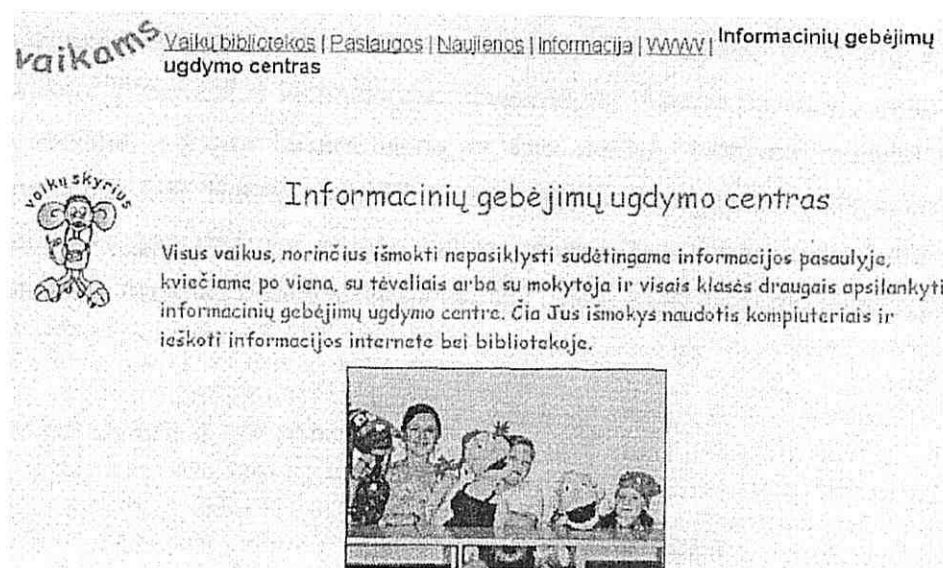 vaikams
Vaikų bibliotekos | Paslaugos | Naujienos | Informacija | WWW | Informacinių gebėjimų
ugdymo centras
vaikų skyrius
Informacinių gebėjimų ugdymo centras
Visus vaikus, norinčius išmokti nepasiklysti sudėtingame informacijos pasaulyje,
kviečiame po viena, su tėveliais arba su mokytoja ir visais klasės draugais apsilankyti
informacinių gebėjimų ugdymo centre. Čia Jus išmokys naudotis kompiuteriais ir
ieškoti informacijos internete bei bibliotekoje.